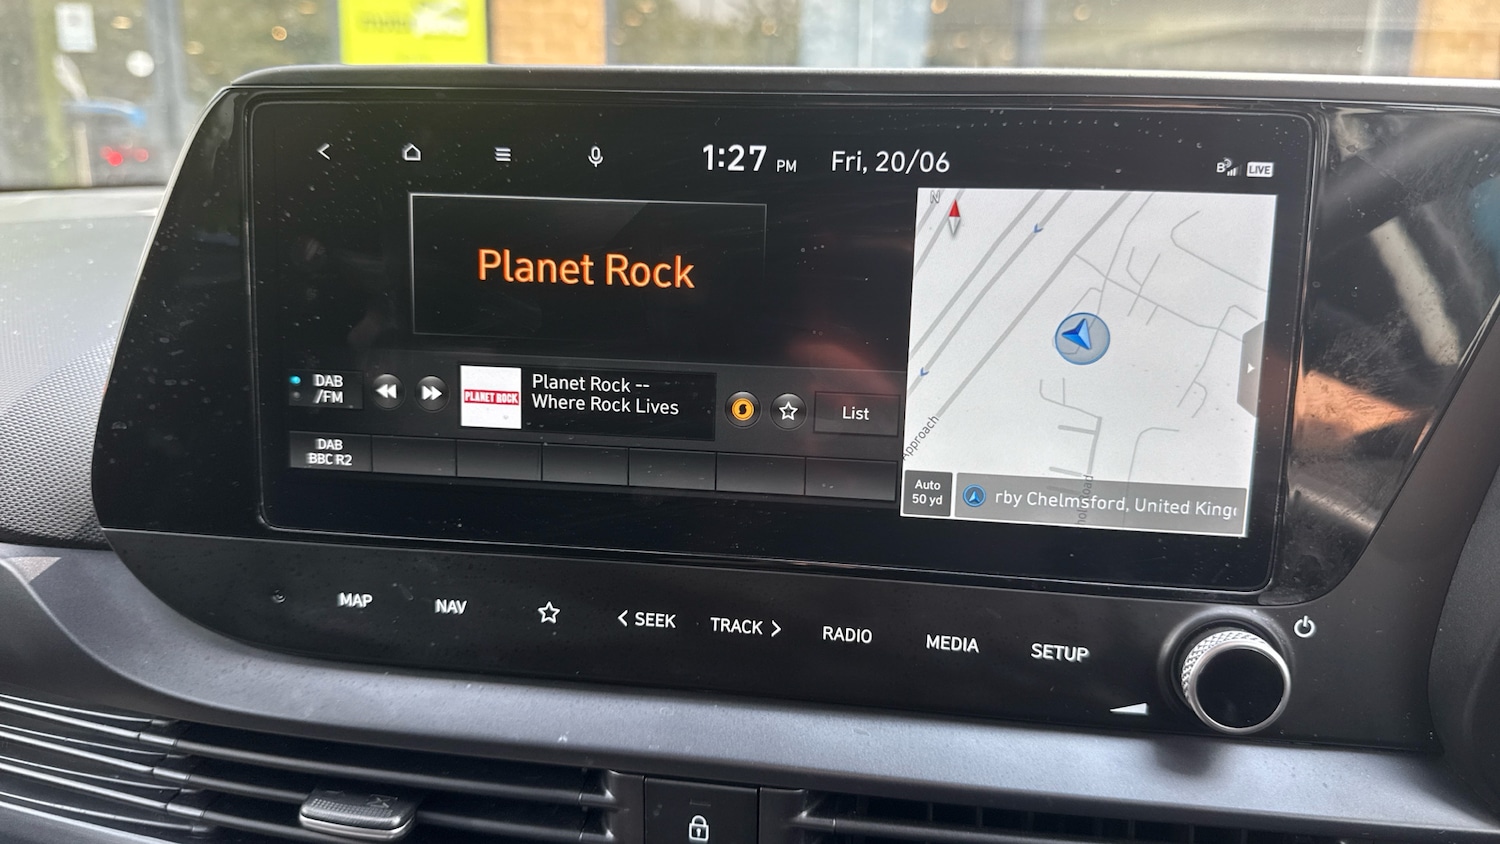 1:27 PM Fri, 20/06
B LIVE
Planet Rock
N
DAB
/FM
PLANET ROCK
Planet Rock --
Where Rock Lives
List
DAB
BBC R2
Approach
Auto
50 yd
rby Chelmsford, United King
MAP
NAV
SEEK
TRACK
RADIO
MEDIA
SETUP